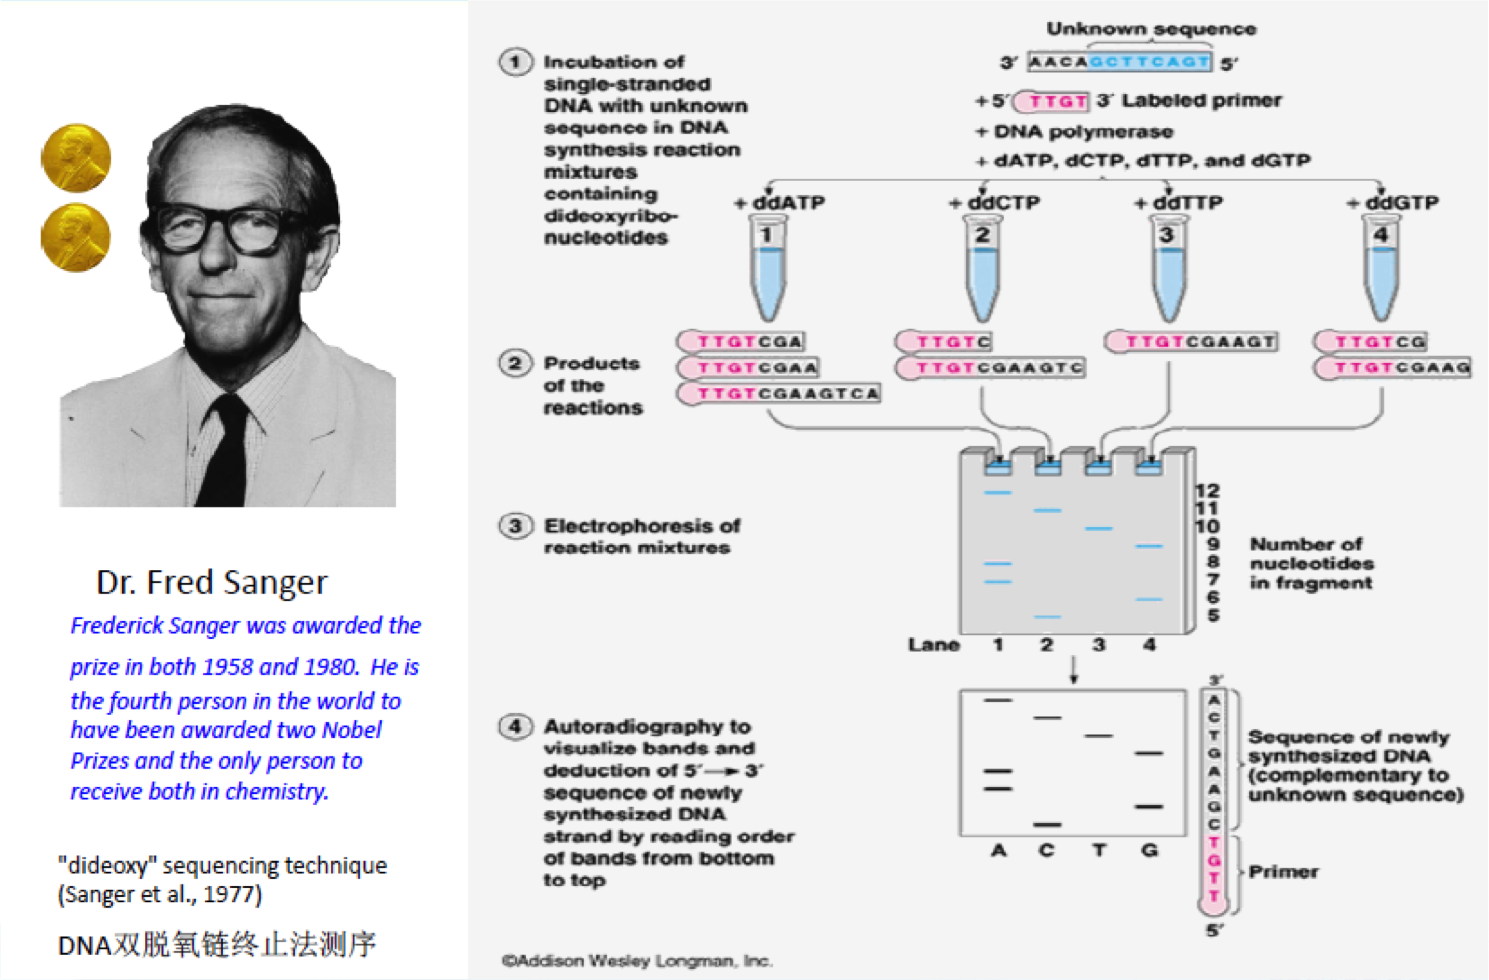 Dr. Fred Sanger
Frederick Sanger was awarded the
prize in both 1958 and 1980. He is
the fourth person in the world to
have been awarded two Nobel
Prizes and the only person to
receive both in chemistry.
"dideoxy" sequencing technique
(Sanger et al., 1977)
DNA双脱氧链终止法测序
1 Incubation of
single-stranded
DNA with unknown
sequence in DNA
synthesis reaction
mixtures
containing
dideoxyribo-
nucleotides
Unknown sequence
3′ AACAGCTTCAGT 5′
+ 5′ TTGT 3′ Labeled primer
+ DNA polymerase
+ dATP, dCTP, dTTP, and dGTP
+ ddATP + ddCTP + ddTTP + ddGTP
1 2 3 4
2 Products
of the
reactions
TTGTCGA TTGTC TTGTCGAAGT TTGTCG
TTGTCGAA TTGTCGAAGTC TTGTCGAAG
TTGTCGAAGTCA
3 Electrophoresis of
reaction mixtures
12
11
10
9
8
7
6
5
Number of
nucleotides
in fragment
Lane 1 2 3 4
4 Autoradiography to
visualize bands and
deduction of 5′ → 3′
sequence of newly
synthesized DNA
strand by reading order
of bands from bottom
to top
A C T G
3′
A
C
T
G
A
A
G
C
T
G
T
T
5′
Sequence of newly
synthesized DNA
(complementary to
unknown sequence)
Primer
©Addison Wesley Longman, Inc.